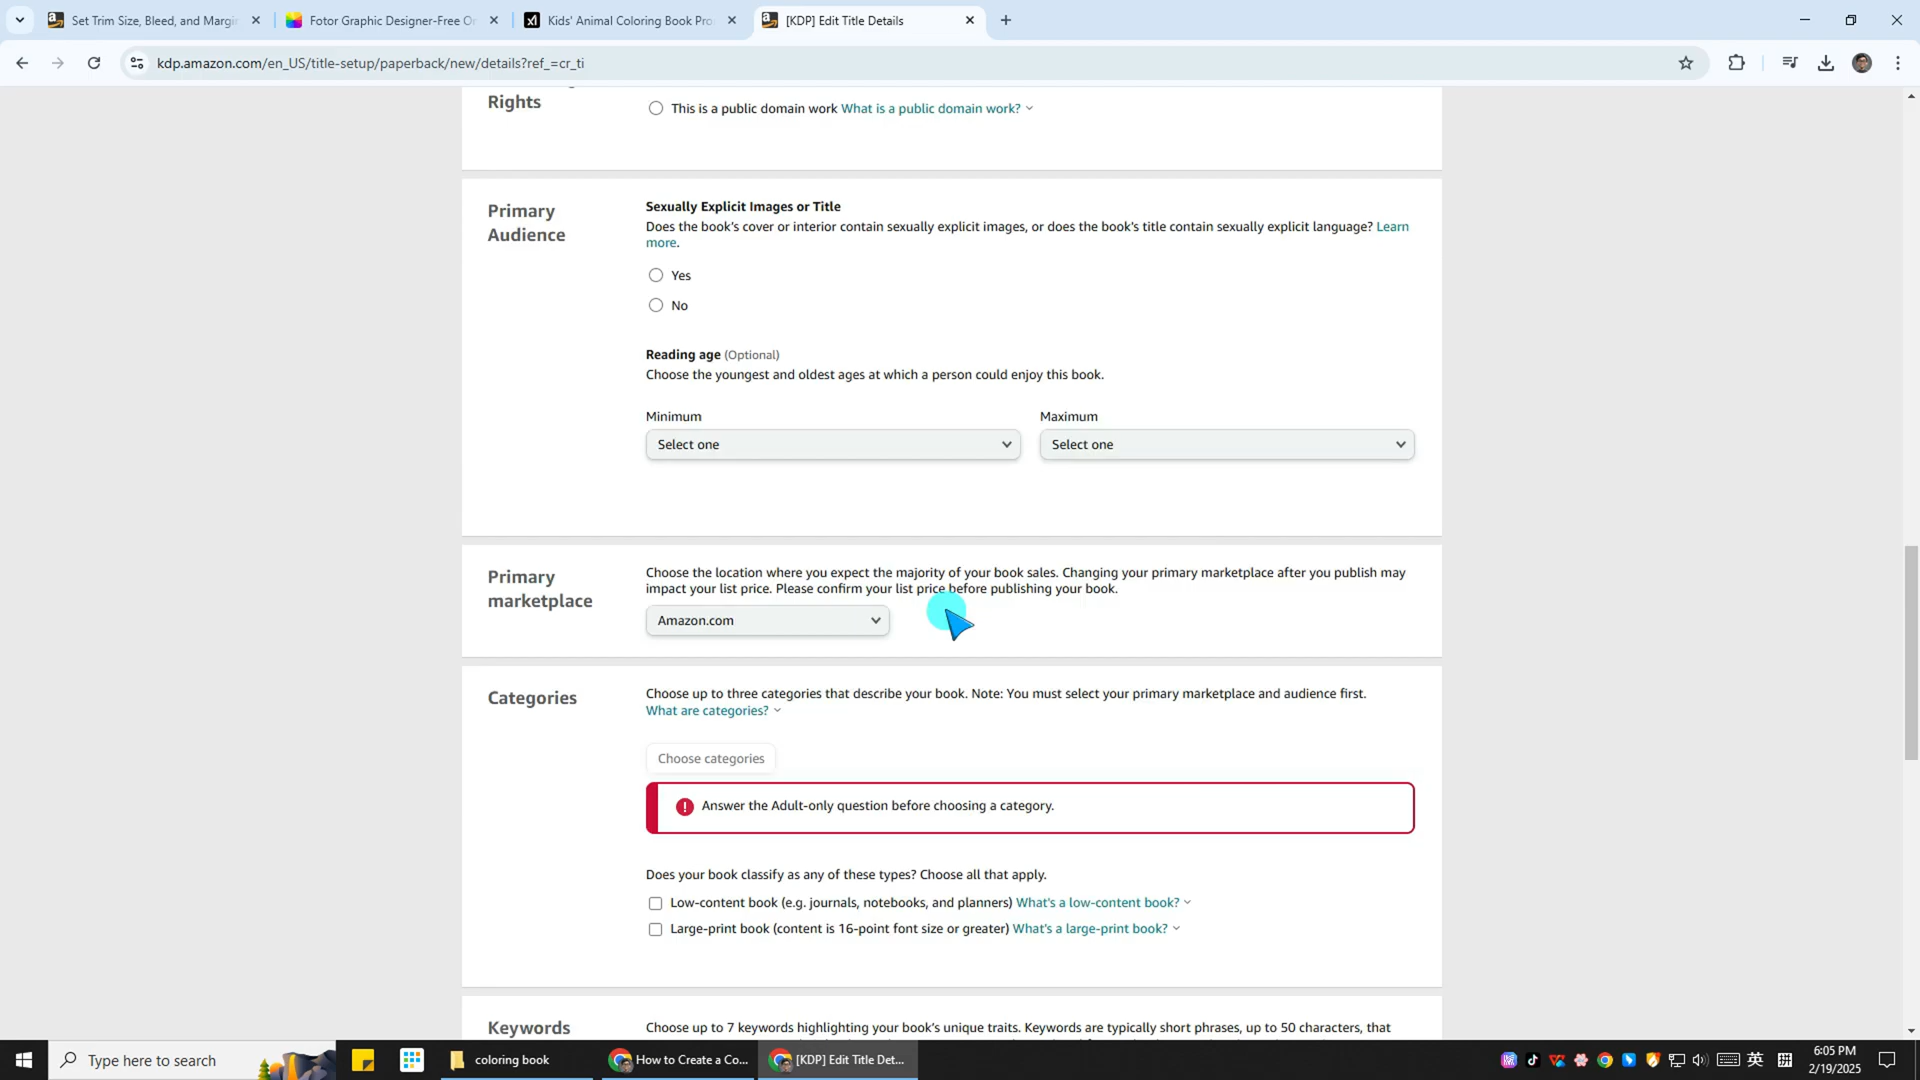 Set Trim Size, Bleed, and Margin
Fotor Graphic Designer-Free On
Kids' Animal Coloring Book Pro
[KDP] Edit Title Details
kdp.amazon.com/en_US/title-setup/paperback/new/details?ref_=cr_ti
Rights
This is a public domain work What is a public domain work?
Primary
Audience
Sexually Explicit Images or Title
Does the book's cover or interior contain sexually explicit images, or does the book's title contain sexually explicit language? Learn
more.
Yes
No
Reading age (Optional)
Choose the youngest and oldest ages at which a person could enjoy this book.
Minimum
Maximum
Select one
Select one
Primary
marketplace
Choose the location where you expect the majority of your book sales. Changing your primary marketplace after you publish may
impact your list price. Please confirm your list price before publishing your book.
Amazon.com
Categories
Choose up to three categories that describe your book. Note: You must select your primary marketplace and audience first.
What are categories?
Choose categories
Answer the Adult-only question before choosing a category.
Does your book classify as any of these types? Choose all that apply.
Low-content book (e.g. journals, notebooks, and planners) What's a low-content book?
Large-print book (content is 16-point font size or greater) What's a large-print book?
Keywords
Choose up to 7 keywords highlighting your book's unique traits. Keywords are typically short phrases, up to 50 characters, that
Type here to search
coloring book
How to Create a Co...
[KDP] Edit Title Det...
英
拼
6:05 PM
2/19/2025